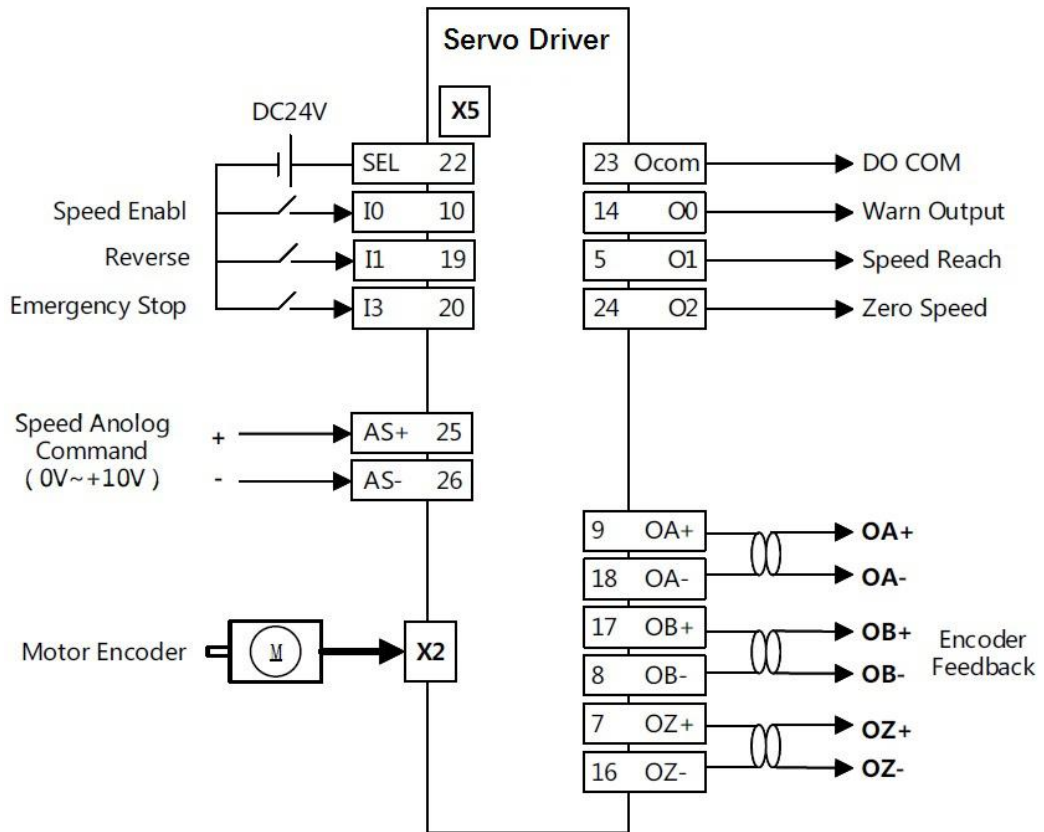 Servo Driver
X5
DC24V
SEL 22
23 Ocom
DO COM
Speed Enabl
I0 10
14 O0
Warn Output
Reverse
I1 19
5 O1
Speed Reach
Emergency Stop
I3 20
24 O2
Zero Speed
Speed Anolog
Command
( 0V~+10V )
+
AS+ 25
-
AS- 26
9 OA+
OA+
18 OA-
OA-
17 OB+
OB+
8 OB-
OB-
Encoder
Feedback
7 OZ+
OZ+
16 OZ-
OZ-
Motor Encoder
M
X2